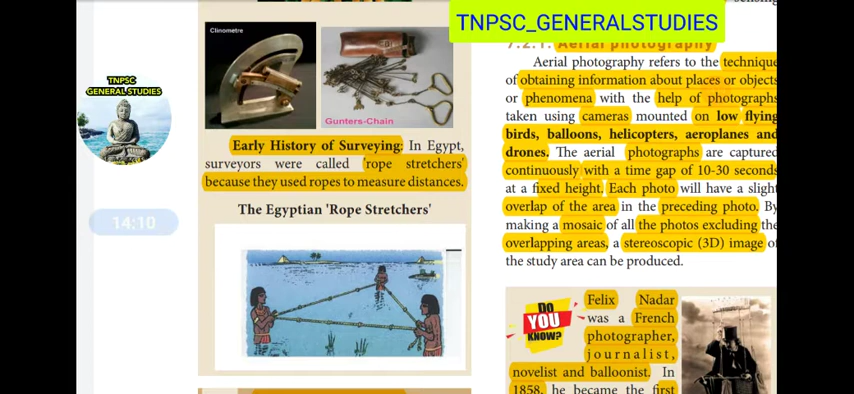 Clinometre
Gunters-Chain
Early History of Surveying: In Egypt,
surveyors were called 'rope stretchers'
because they used ropes to measure distances.
The Egyptian 'Rope Stretchers'
TNPSC
GENERAL STUDIES
14:10
TNPSC_GENERALSTUDIES
7.2.1. Aerial photography
Aerial photography refers to the technique
of obtaining information about places or objects
or phenomena with the help of photographs
taken using cameras mounted on low flying
birds, balloons, helicopters, aeroplanes and
drones. The aerial photographs are captured
continuously with a time gap of 10-30 seconds
at a fixed height. Each photo will have a slight
overlap of the area in the preceding photo. By
making a mosaic of all the photos excluding the
overlapping areas, a stereoscopic (3D) image of
the study area can be produced.
DO
YOU
KNOW?
Felix Nadar
was a French
photographer,
journalist,
novelist and balloonist. In
1858, he became the first